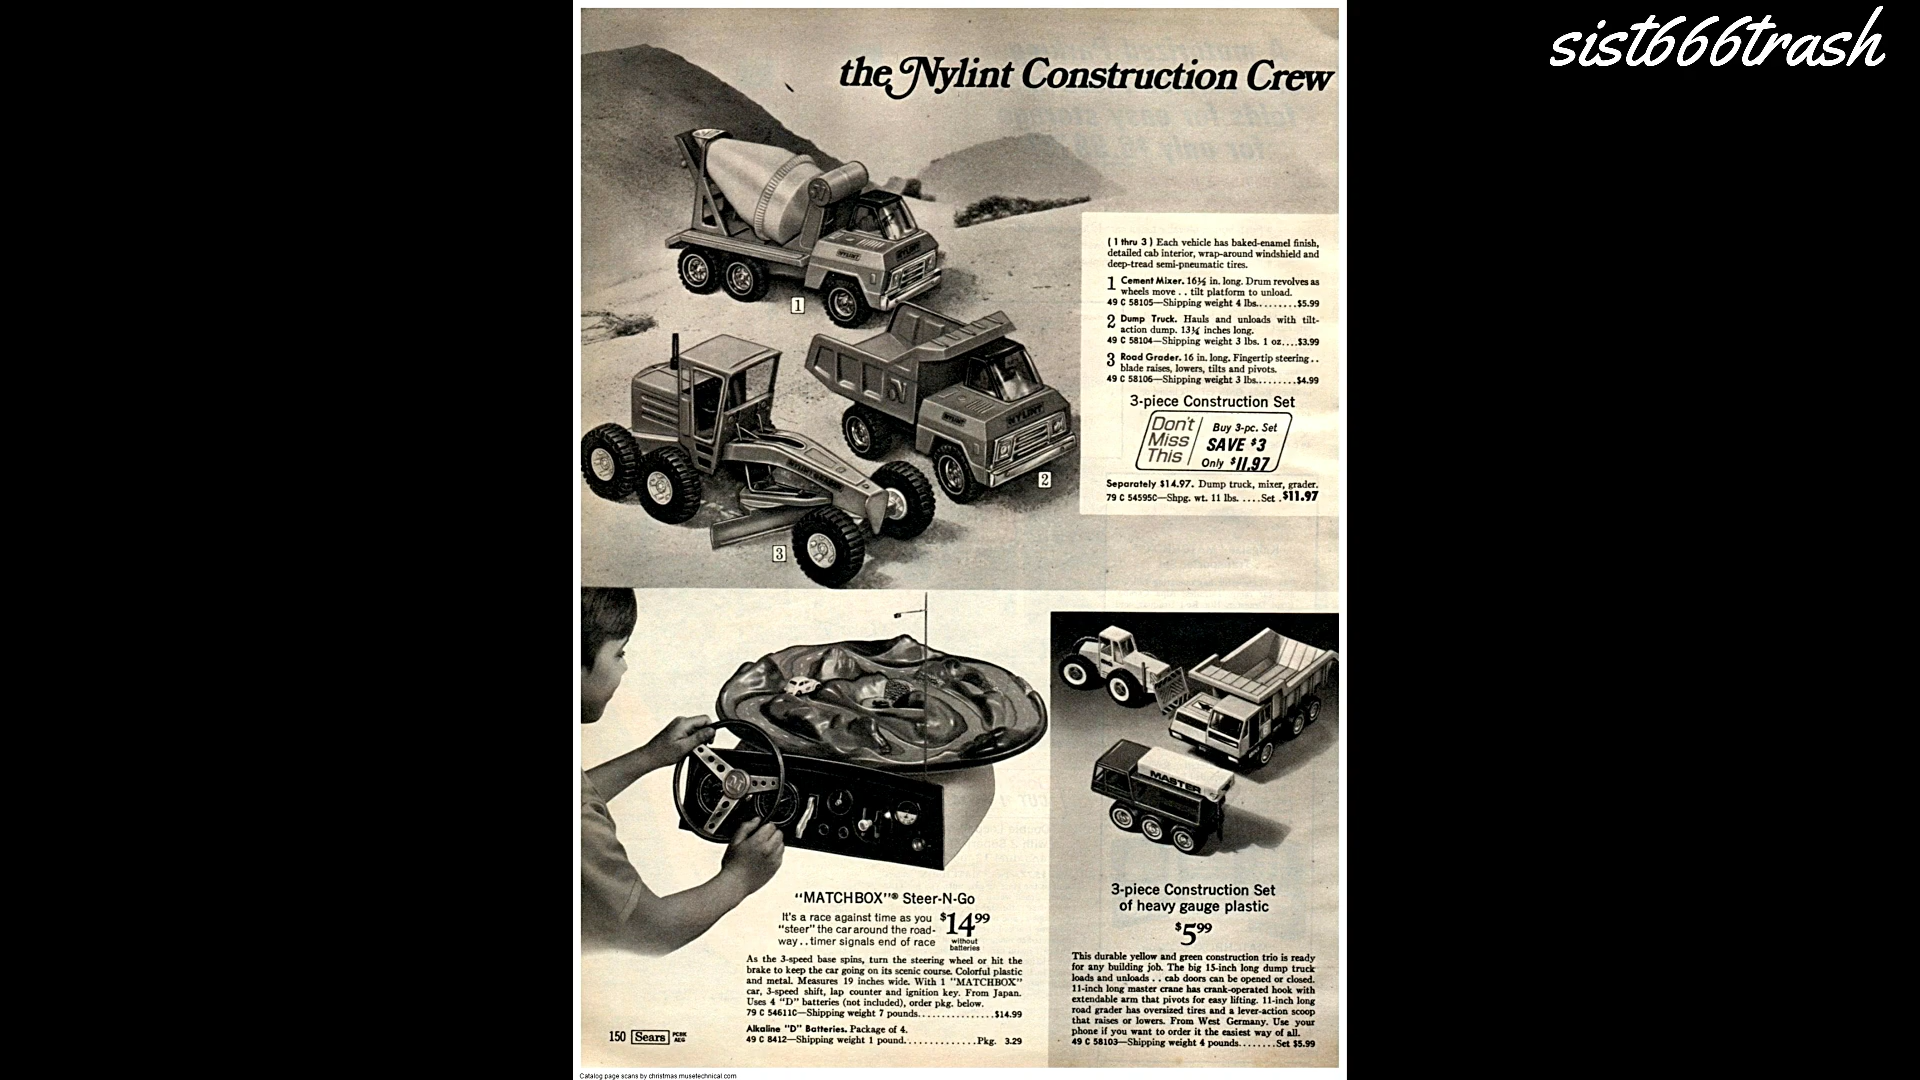 sist666trash
the Nylint Construction Crew
(1 thru 3) Each vehicle has baked-enamel finish,
detailed cab interior, wrap-around windshield and
deep-tread semi-pneumatic tires.
1 Cement Mixer. 16½ in. long. Drum revolves as
wheels move . . tilt platform to unload.
49 C 58105—Shipping weight 4 lbs.........$5.99
2 Dump Truck. Hauls and unloads with tilt-
action dump. 13¼ inches long.
49 C 58104—Shipping weight 3 lbs. 1 oz....$3.99
3 Road Grader. 16 in. long. Fingertip steering . .
blade raises, lowers, tilts and pivots.
49 C 58106—Shipping weight 3 lbs.........$4.99
3-piece Construction Set
Don't
Miss
This
Buy 3-pc. Set
SAVE $3
Only $11.97
Separately $14.97. Dump truck, mixer, grader.
79 C 54595C—Shpg. wt. 11 lbs. .....Set .$11.97
NYLINT
NYLINT
1
NYLINT
NYLINT
2
3
MASTER
"MATCHBOX"® Steer-N-Go
It's a race against time as you
"steer" the car around the road-
way . . timer signals end of race
$14.99
without
batteries
As the 3-speed base spins, turn the steering wheel or hit the
brake to keep the car going on its scenic course. Colorful plastic
and metal. Measures 19 inches wide. With 1 "MATCHBOX"
car, 3-speed shift, lap counter and ignition key. From Japan.
Uses 4 "D" batteries (not included), order pkg. below.
79 C 54611C—Shipping weight 7 pounds................$14.99
Alkaline "D" Batteries. Package of 4.
49 C 8412—Shipping weight 1 pound..............Pkg. 3.29
3-piece Construction Set
of heavy gauge plastic
$5.99
This durable yellow and green construction trio is ready
for any building job. The big 15-inch long dump truck
loads and unloads . . cab doors can be opened or closed.
11-inch long master crane has crank-operated hook with
extendable arm that pivots for easy lifting. 11-inch long
road grader has oversized tires and a lever-action scoop
that raises or lowers. From West Germany. Use your
phone if you want to order it the easiest way of all.
49 C 58103—Shipping weight 4 pounds........Set $5.99
150 Sears PCBK
AEG
Catalog page scans by christmas.musetechnical.com